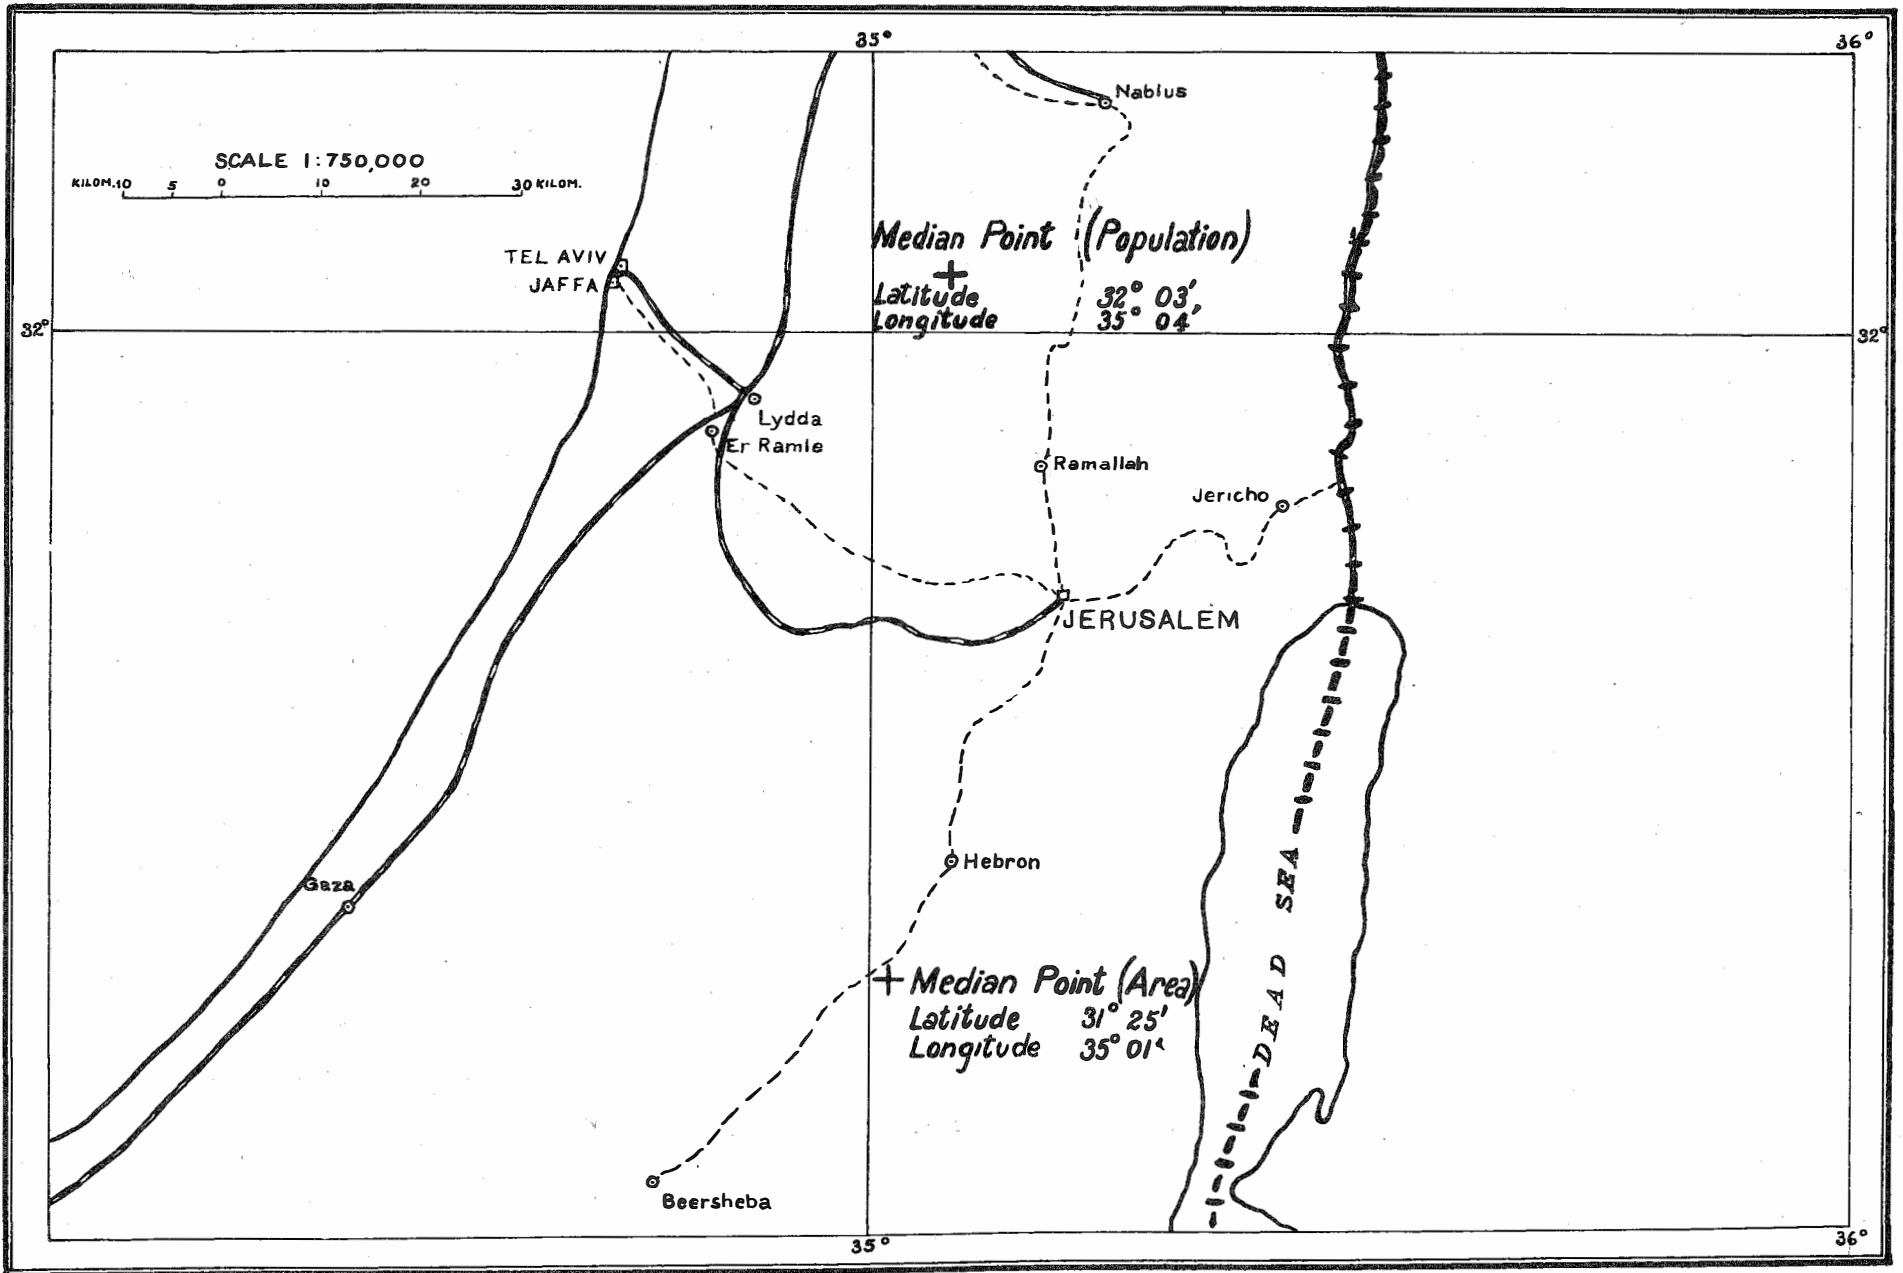 35°
36°
Nablus
SCALE 1:750,000
KILOM. 10 5 0 10 20 30 KILOM.
Median Point (Population)
TEL AVIV
JAFFA
Latitude 32° 03'
Longitude 35° 04'
32°
32°
Lydda
Er Ramle
Ramallah
Jericho
JERUSALEM
Hebron
Gaza
DEAD SEA
Median Point (Area)
Latitude 31° 25'
Longitude 35° 01'
Beersheba
35°
36°